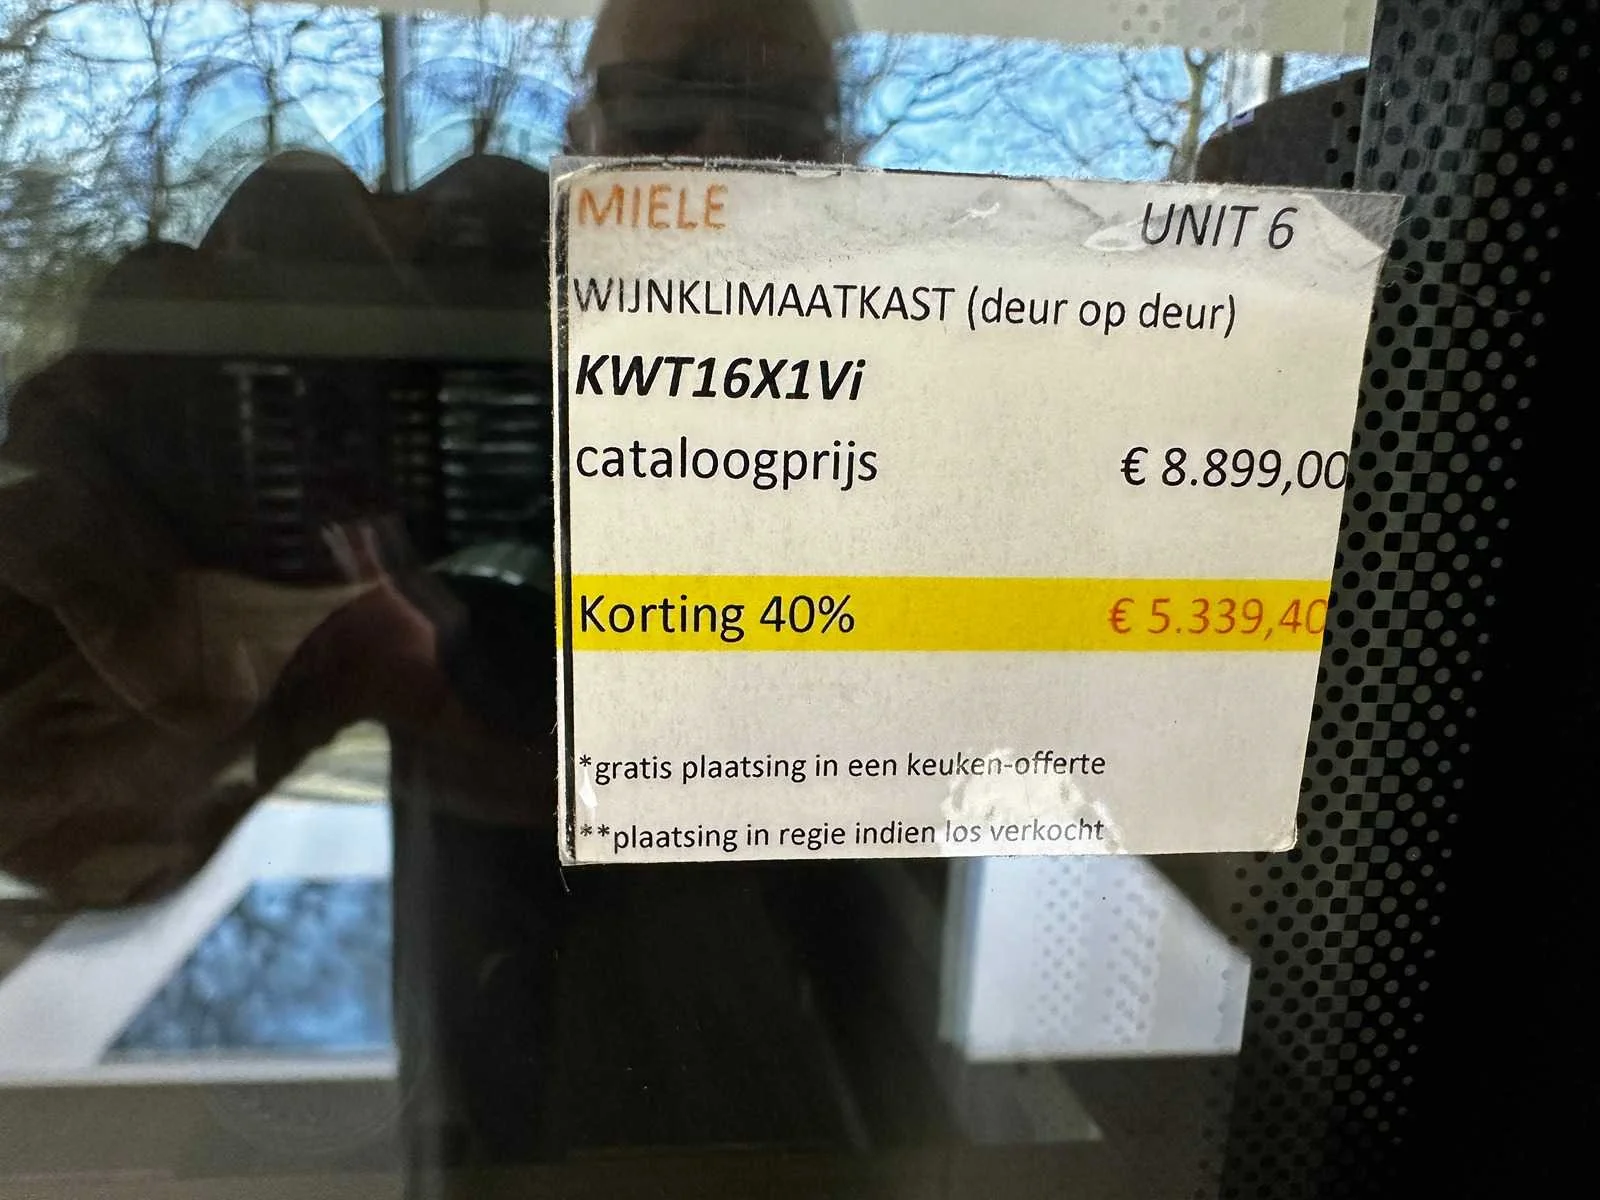 MIELE UNIT 6
WIJNKLIMAATKAST (deur op deur)
KWT16X1Vi
cataloogprijs € 8.899,00
Korting 40% € 5.339,40
*gratis plaatsing in een keuken-offerte
**plaatsing in regie indien los verkocht